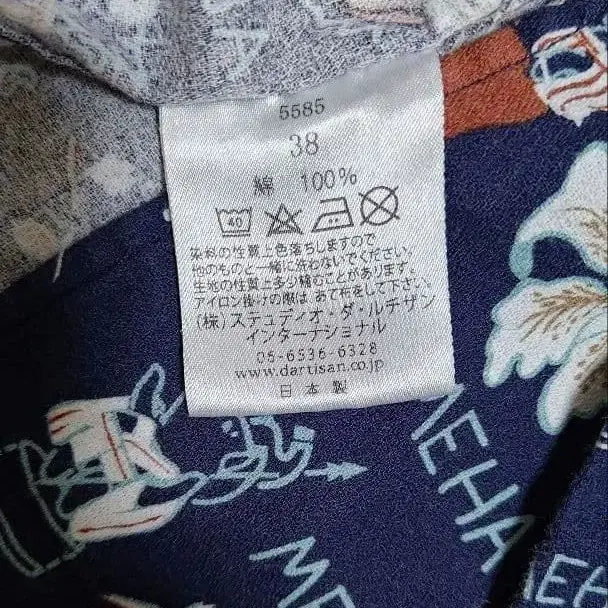 5585
38
綿 100%
40
染料の性質上色落ちしますので
他のものと一緒に洗わないでください。
生地の性質上多少縮むことがあります。
アイロン掛けの際は あて布をして下さい。
(株)ステュディオ・ダ・ルチザン
インターナショナル
06-6536-6328
www.dartisan.co.jp
日本製
MEHA